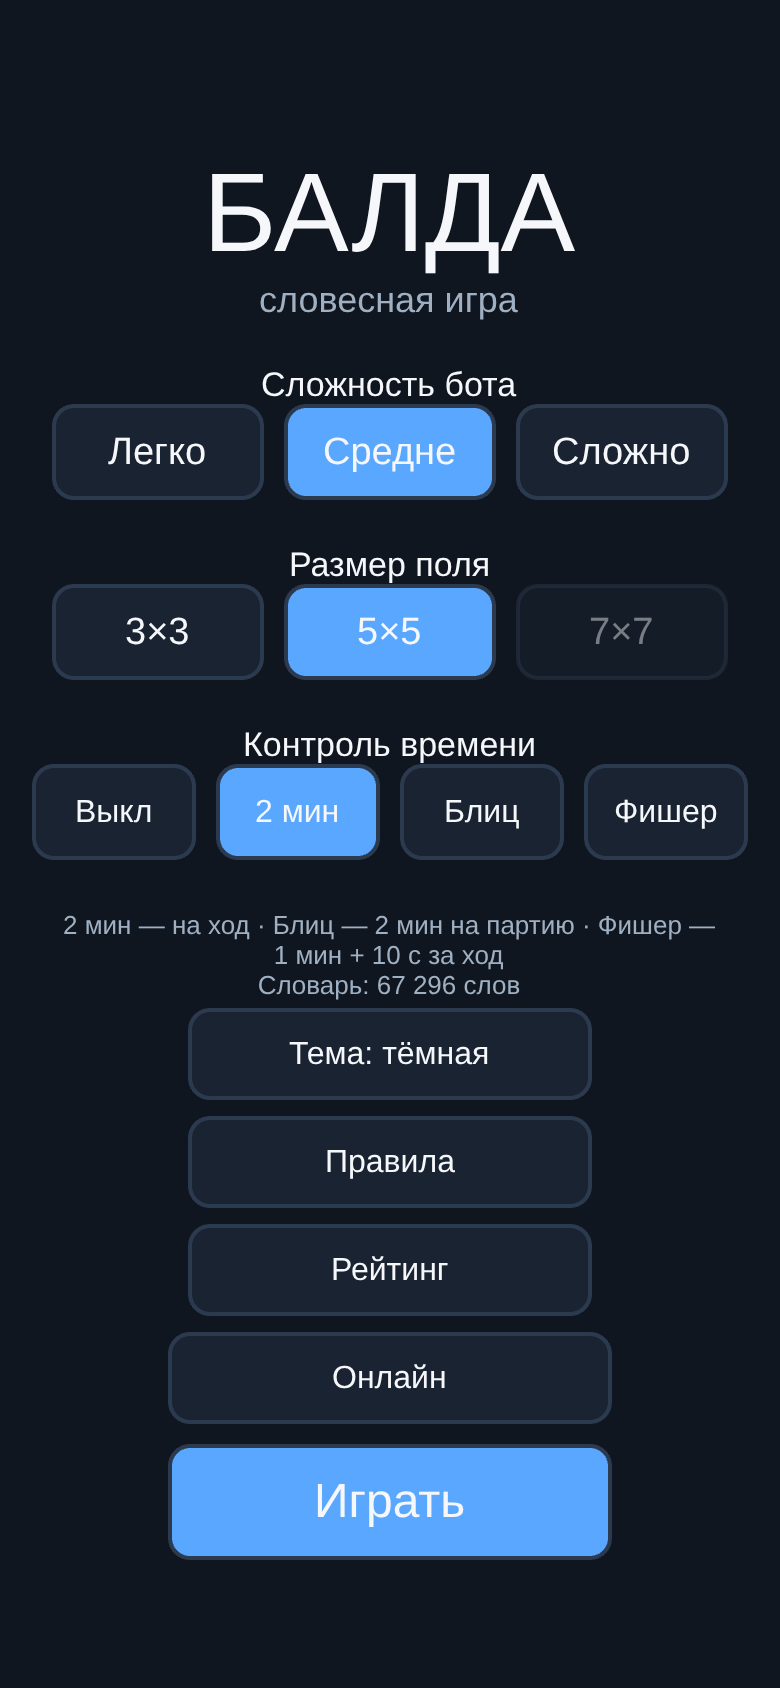 БАЛДА
словесная игра
Сложность бота
Легко Средне Сложно
Размер поля
3×3 5×5 7×7
Контроль времени
Выкл 2 мин Блиц Фишер
2 мин — на ход · Блиц — 2 мин на партию · Фишер —
1 мин + 10 с за ход
Словарь: 67 296 слов
Тема: тёмная
Правила
Рейтинг
Онлайн
Играть